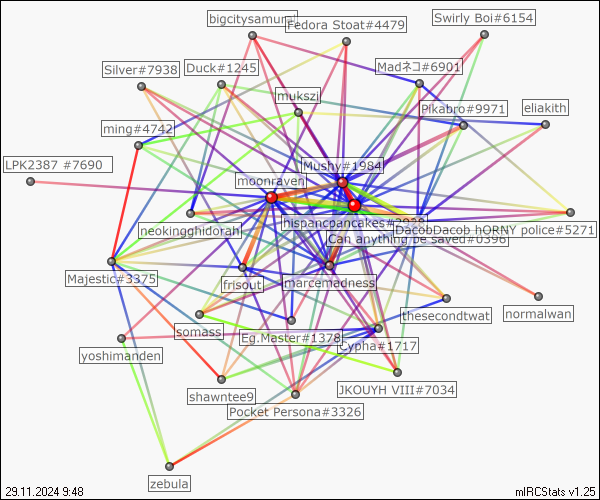 bigcitysamurai
Fedora Stoat#4479
Swirly Boi#6154
Silver#7938
Duck#1245
Madネコ#6901
mukszi
Pikabro#9971
eliakith
ming#4742
LPK2387 #7690
Mushy#1984
moonraven
neokingghidorah
hispancpancakes#
DacobDacob hORNY police#5271
Can anything be Saved#0396
Majestic#3375
frisout
marcemadness
thesecondtwat
normalwan
somass
Eg.Master#1378
Cypha#1717
yoshimanden
shawntee9
JKOUYH VIII#7034
Pocket Persona#3326
zebula
29.11.2024 9:48
mIRCStats v1.25